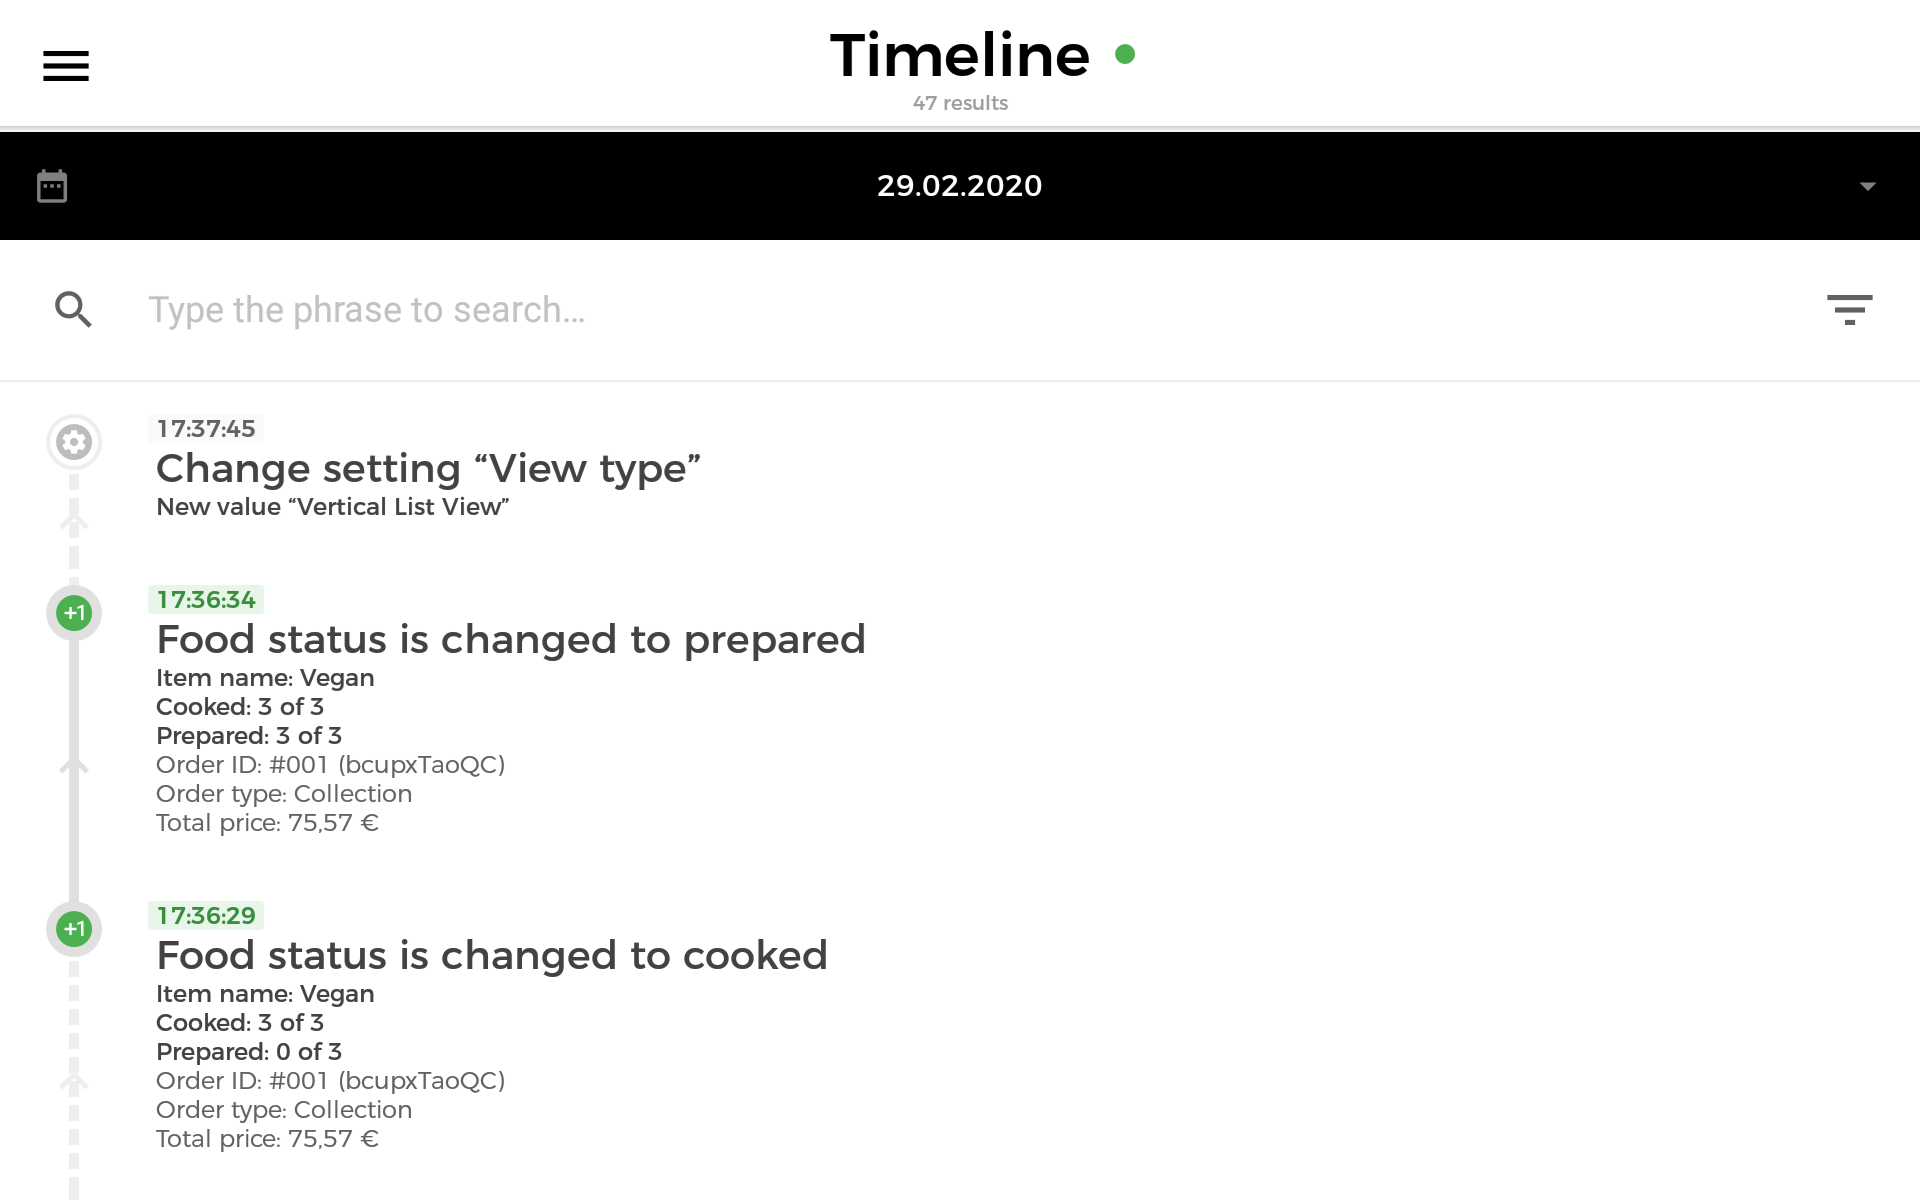 Timeline
47 results
29.02.2020
Type the phrase to search...
17:37:45
Change setting “View type”
New value “Vertical List View”
+1
17:36:34
Food status is changed to prepared
Item name: Vegan
Cooked: 3 of 3
Prepared: 3 of 3
Order ID: #001 (bcupxTaoQC)
Order type: Collection
Total price: 75,57 €
+1
17:36:29
Food status is changed to cooked
Item name: Vegan
Cooked: 3 of 3
Prepared: 0 of 3
Order ID: #001 (bcupxTaoQC)
Order type: Collection
Total price: 75,57 €